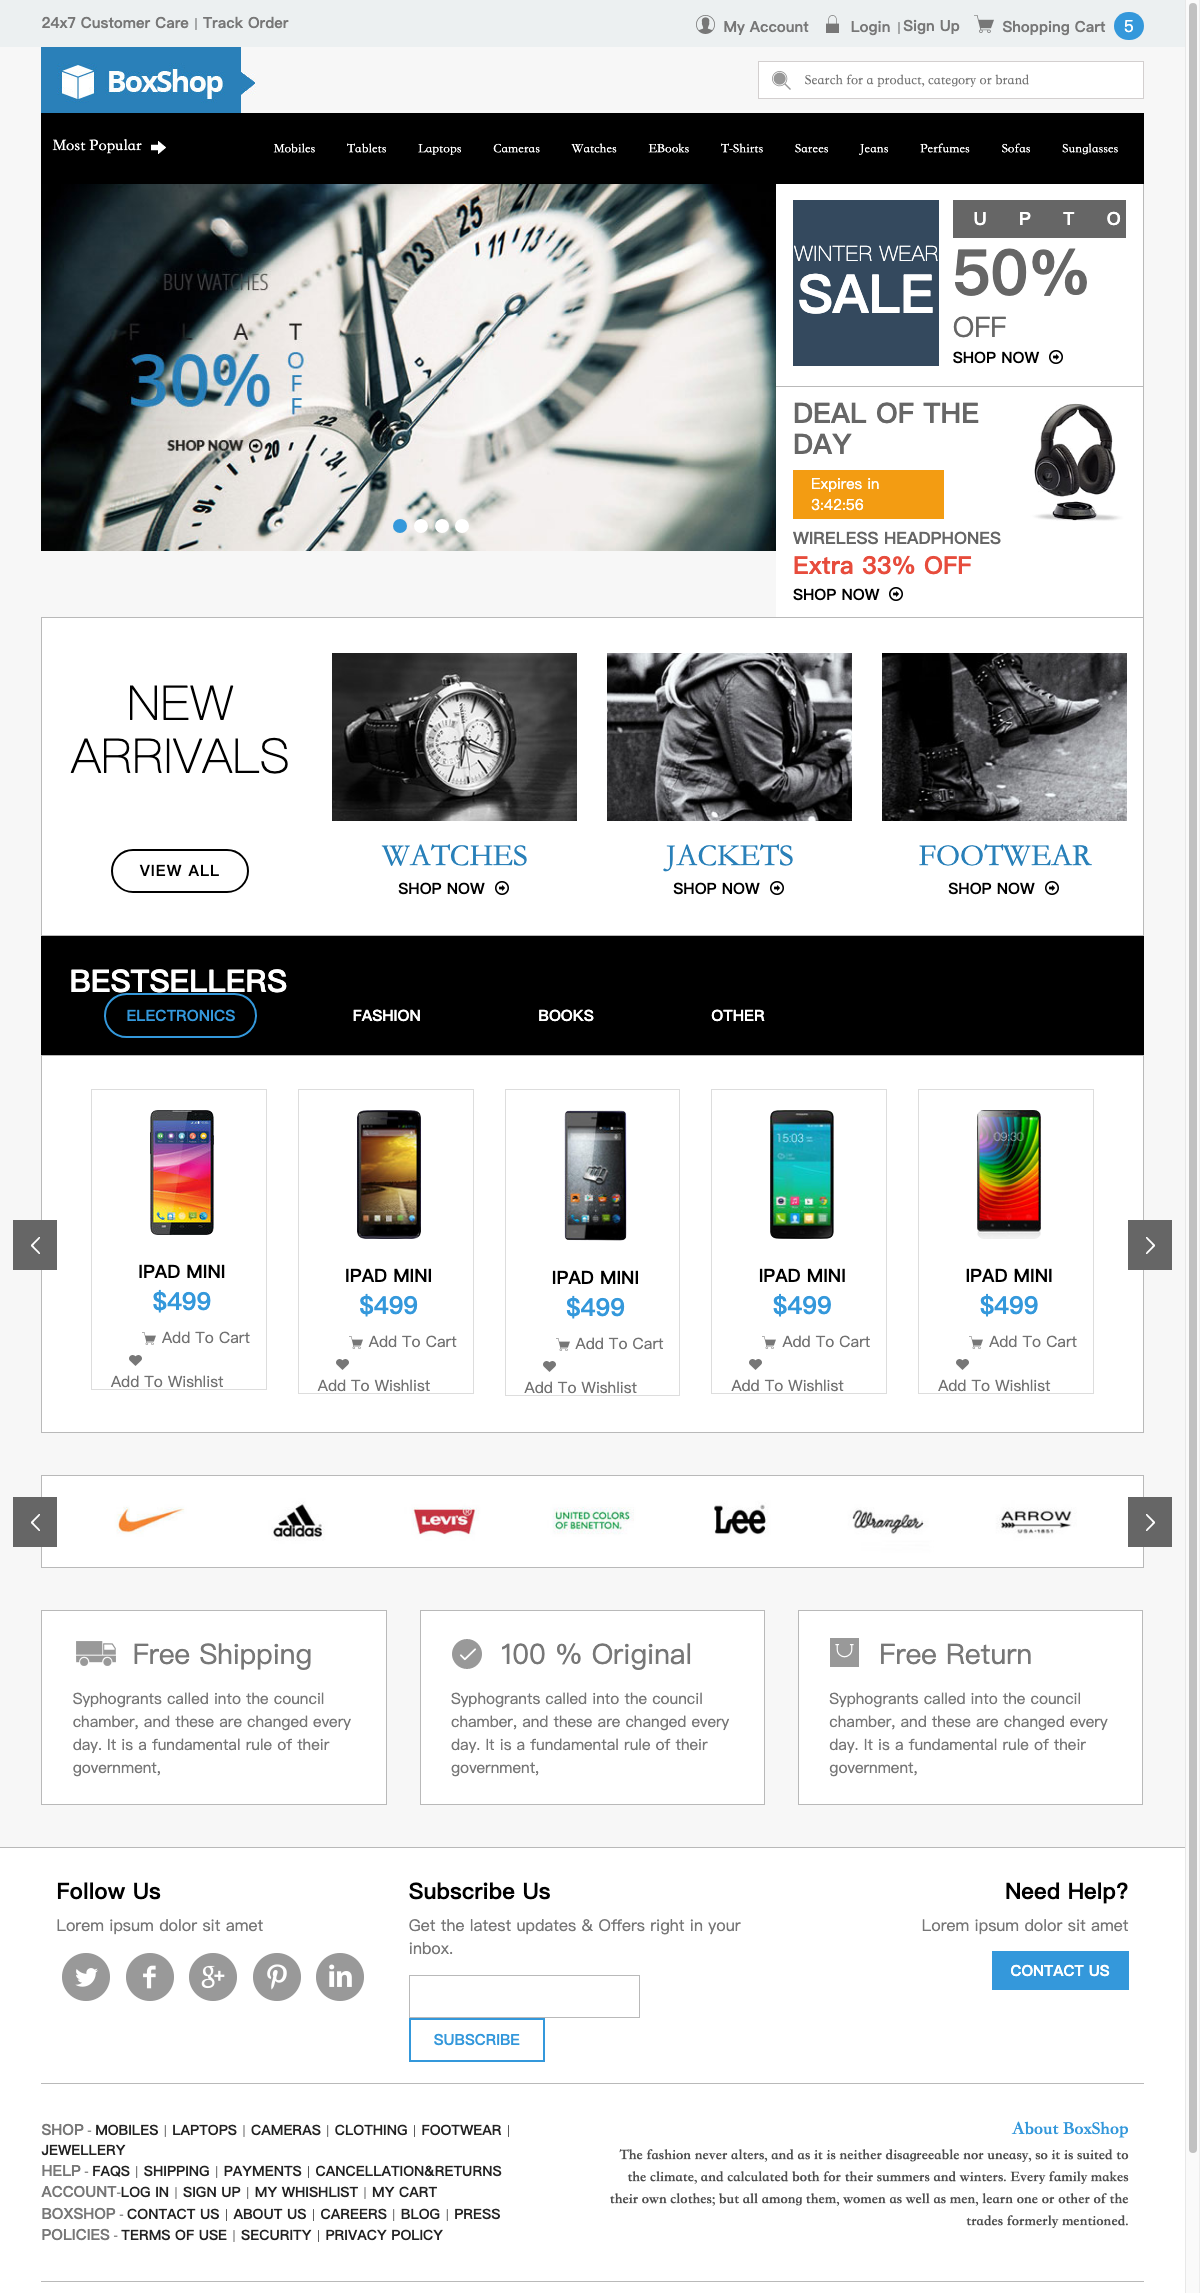 24x7 Customer Care | Track Order
My Account Login | Sign Up Shopping Cart 5
BoxShop
Search for a product, category or brand
Most Popular
Mobiles Tablets Laptops Cameras Watches EBooks T-Shirts Sarees Jeans Perfumes Sofas Sunglasses
BUY WATCHES
FLAT
30% OFF
SHOP NOW
25
23
11 13
22
20
18
16
WINTER WEAR
SALE
UPTO
50%
OFF
SHOP NOW
DEAL OF THE
DAY
Expires in
3:42:56
WIRELESS HEADPHONES
Extra 33% OFF
SHOP NOW
NEW
ARRIVALS
VIEW ALL
WATCHES
SHOP NOW
JACKETS
SHOP NOW
FOOTWEAR
SHOP NOW
BESTSELLERS
ELECTRONICS FASHION BOOKS OTHER
IPAD MINI
$499
Add To Cart
Add To Wishlist
IPAD MINI
$499
Add To Cart
Add To Wishlist
IPAD MINI
$499
Add To Cart
Add To Wishlist
15:03
IPAD MINI
$499
Add To Cart
Add To Wishlist
09:30
IPAD MINI
$499
Add To Cart
Add To Wishlist
adidas
LEVI'S
UNITED COLORS
OF BENETTON.
Lee
Wrangler
ARROW
USA·1851
Free Shipping
Syphogrants called into the council
chamber, and these are changed every
day. It is a fundamental rule of their
government,
100 % Original
Syphogrants called into the council
chamber, and these are changed every
day. It is a fundamental rule of their
government,
Free Return
Syphogrants called into the council
chamber, and these are changed every
day. It is a fundamental rule of their
government,
Follow Us
Lorem ipsum dolor sit amet
Subscribe Us
Get the latest updates & Offers right in your
inbox.
SUBSCRIBE
Need Help?
Lorem ipsum dolor sit amet
CONTACT US
SHOP - MOBILES | LAPTOPS | CAMERAS | CLOTHING | FOOTWEAR |
JEWELLERY
HELP - FAQS | SHIPPING | PAYMENTS | CANCELLATION&RETURNS
ACCOUNT-LOG IN | SIGN UP | MY WHISHLIST | MY CART
BOXSHOP - CONTACT US | ABOUT US | CAREERS | BLOG | PRESS
POLICIES - TERMS OF USE | SECURITY | PRIVACY POLICY
About BoxShop
The fashion never alters, and as it is neither disagreeable nor uneasy, so it is suited to
the climate, and calculated both for their summers and winters. Every family makes
their own clothes; but all among them, women as well as men, learn one or other of the
trades formerly mentioned.